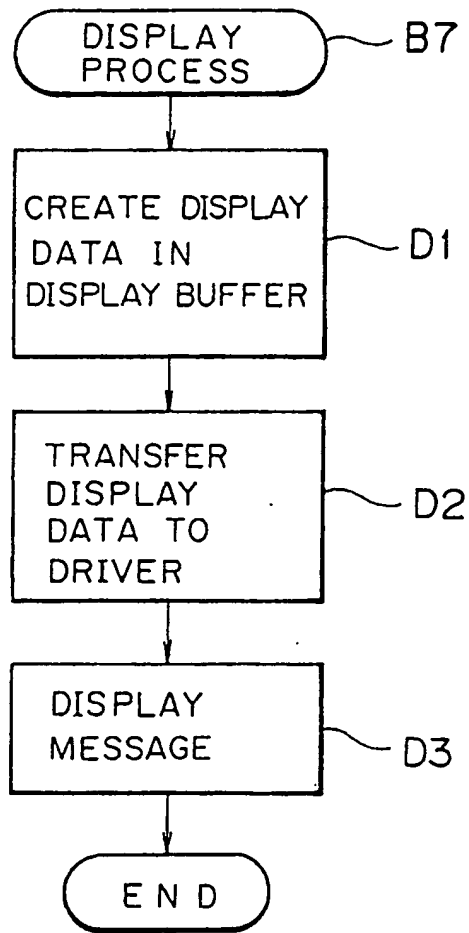 DISPLAY
PROCESS
B7
CREATE DISPLAY
DATA IN
DISPLAY BUFFER
D1
TRANSFER
DISPLAY
DATA TO
DRIVER
D2
DISPLAY
MESSAGE
D3
END